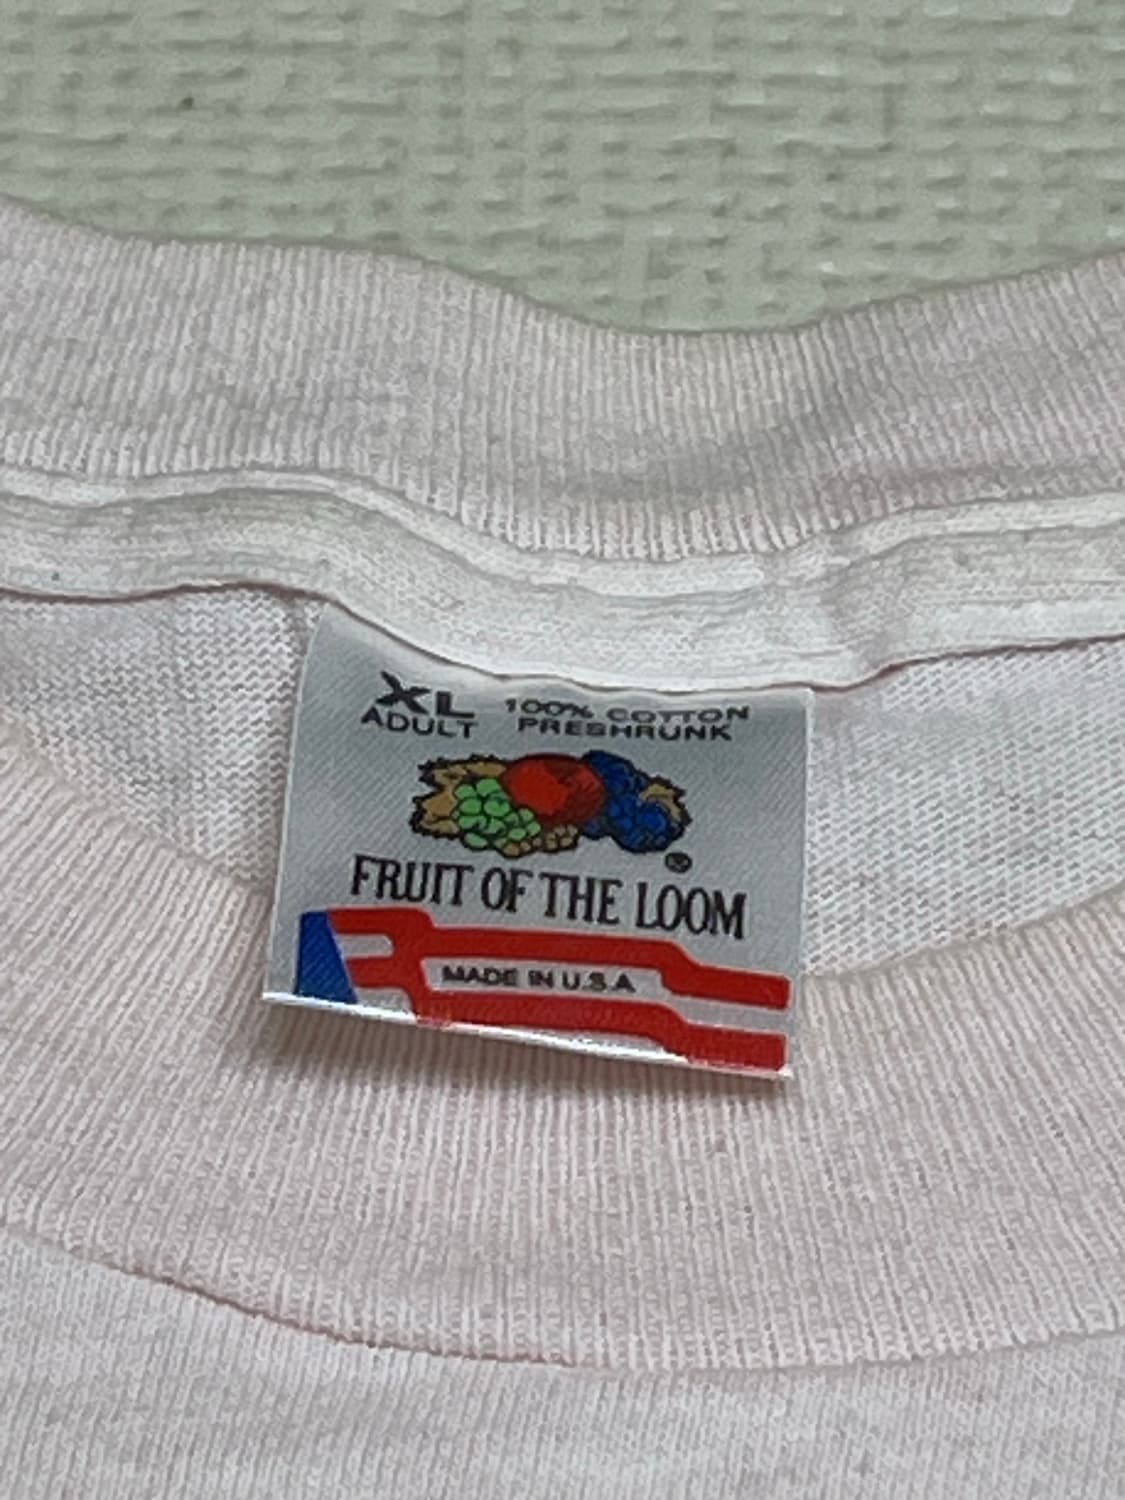 XL 100% COTTON
ADULT PRESHRUNK
®
FRUIT OF THE LOOM
MADE IN U.S.A